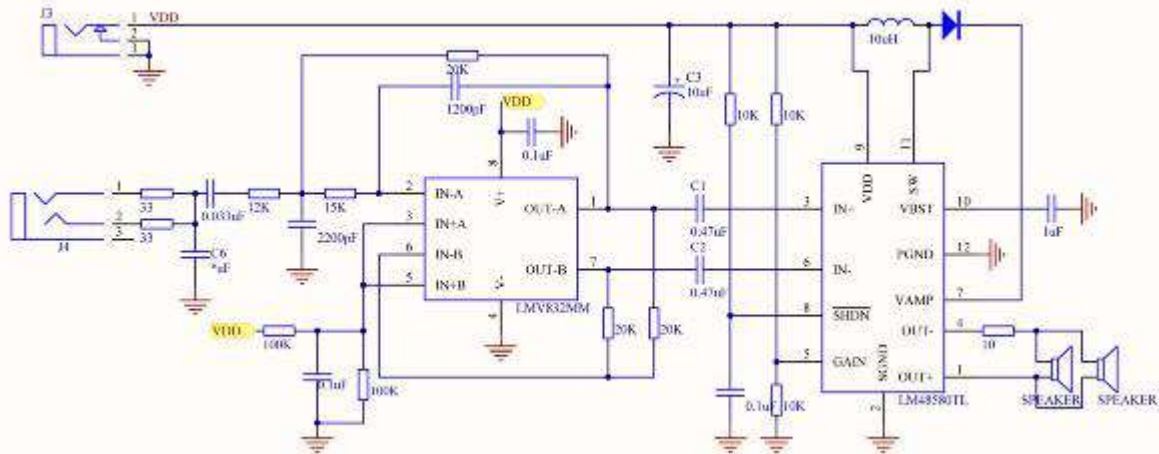 J3
1
VDD
2
3
10uH
20K
1200pF
VDD
0.1uF
C3
+
10uF
10K
10K
9
11
8
V+
VDD
SW
1
33
0.033uF
12K
15K
2
IN-A
OUT-A
1
C1
0.47uF
3
IN+
VBST
10
1uF
2
33
3
J4
2200pF
3
IN+A
C2
PGND
12
C6
*uF
6
IN-B
OUT-B
7
0.47uF
6
IN-
5
IN+B
V-
VAMP
7
4
LMV832MM
8
SHDN
OUT-
4
10
VDD
100K
20K
20K
5
GAIN
SGND
OUT+
1
0.1uF
100K
0.1uF
10K
2
LM48580TL
SPEAKER
SPEAKER